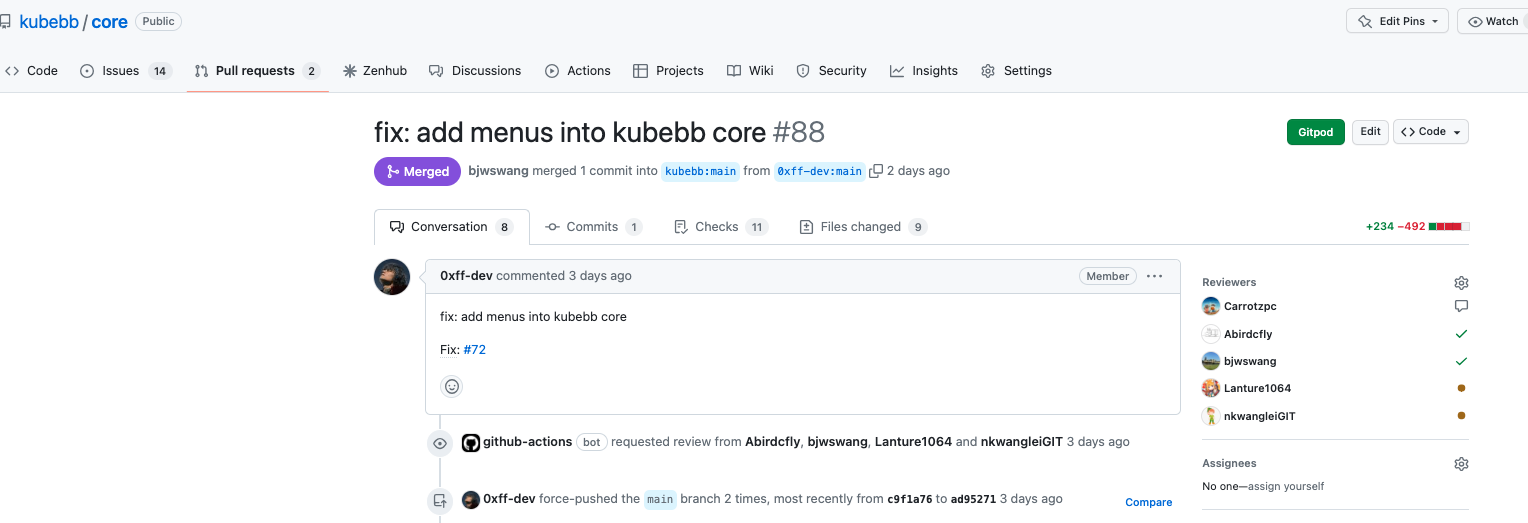 kubebb / core Public Edit Pins Watch
Code Issues 14 Pull requests 2 Zenhub Discussions Actions Projects Wiki Security Insights Settings
fix: add menus into kubebb core #88 Gitpod Edit Code
Merged bjwswang merged 1 commit into kubebb:main from 0xff-dev:main 2 days ago
Conversation 8 Commits 1 Checks 11 Files changed 9 +234 −492
0xff-dev commented 3 days ago Member
fix: add menus into kubebb core
Fix: #72
github-actions bot requested review from Abirdcfly, bjwswang, Lanture1064 and nkwangleiGIT 3 days ago
0xff-dev force-pushed the main branch 2 times, most recently from c9f1a76 to ad95271 3 days ago
Compare
Reviewers
Carrotzpc
Abirdcfly
bjwswang
Lanture1064
nkwangleiGIT
Assignees
No one—assign yourself